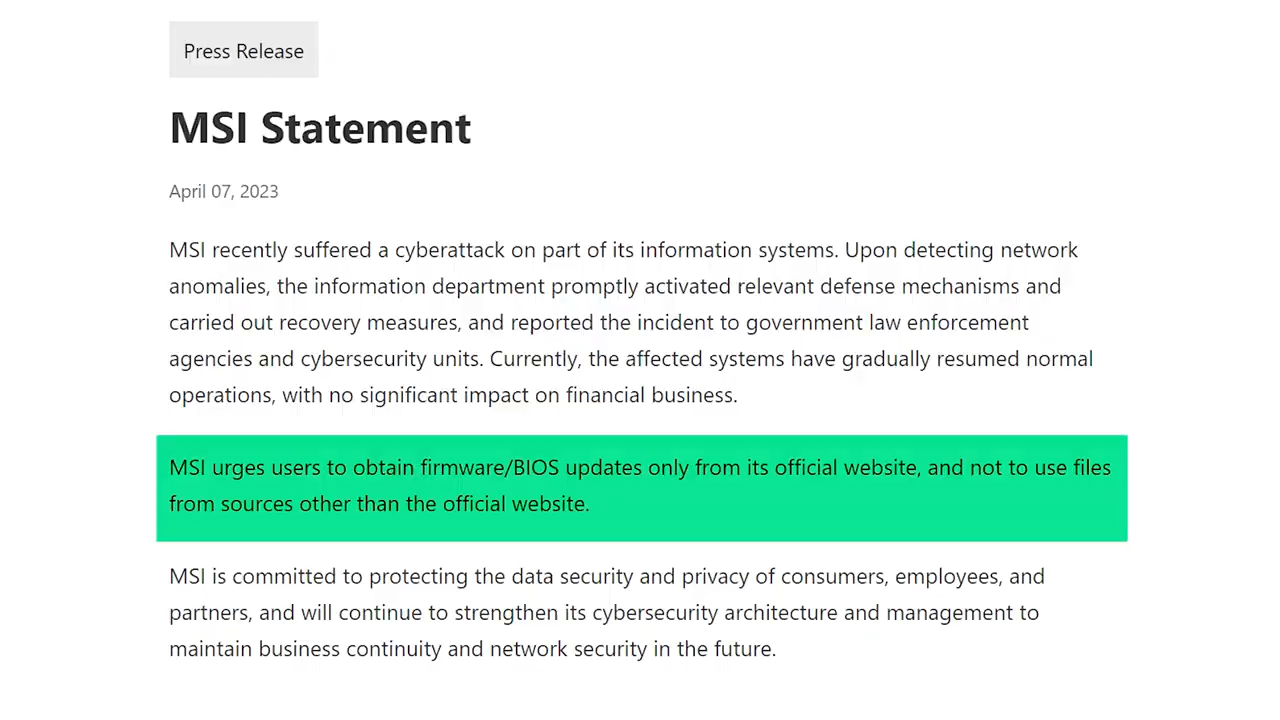 Press Release
MSI Statement
April 07, 2023
MSI recently suffered a cyberattack on part of its information systems. Upon detecting network
anomalies, the information department promptly activated relevant defense mechanisms and
carried out recovery measures, and reported the incident to government law enforcement
agencies and cybersecurity units. Currently, the affected systems have gradually resumed normal
operations, with no significant impact on financial business.
MSI urges users to obtain firmware/BIOS updates only from its official website, and not to use files
from sources other than the official website.
MSI is committed to protecting the data security and privacy of consumers, employees, and
partners, and will continue to strengthen its cybersecurity architecture and management to
maintain business continuity and network security in the future.